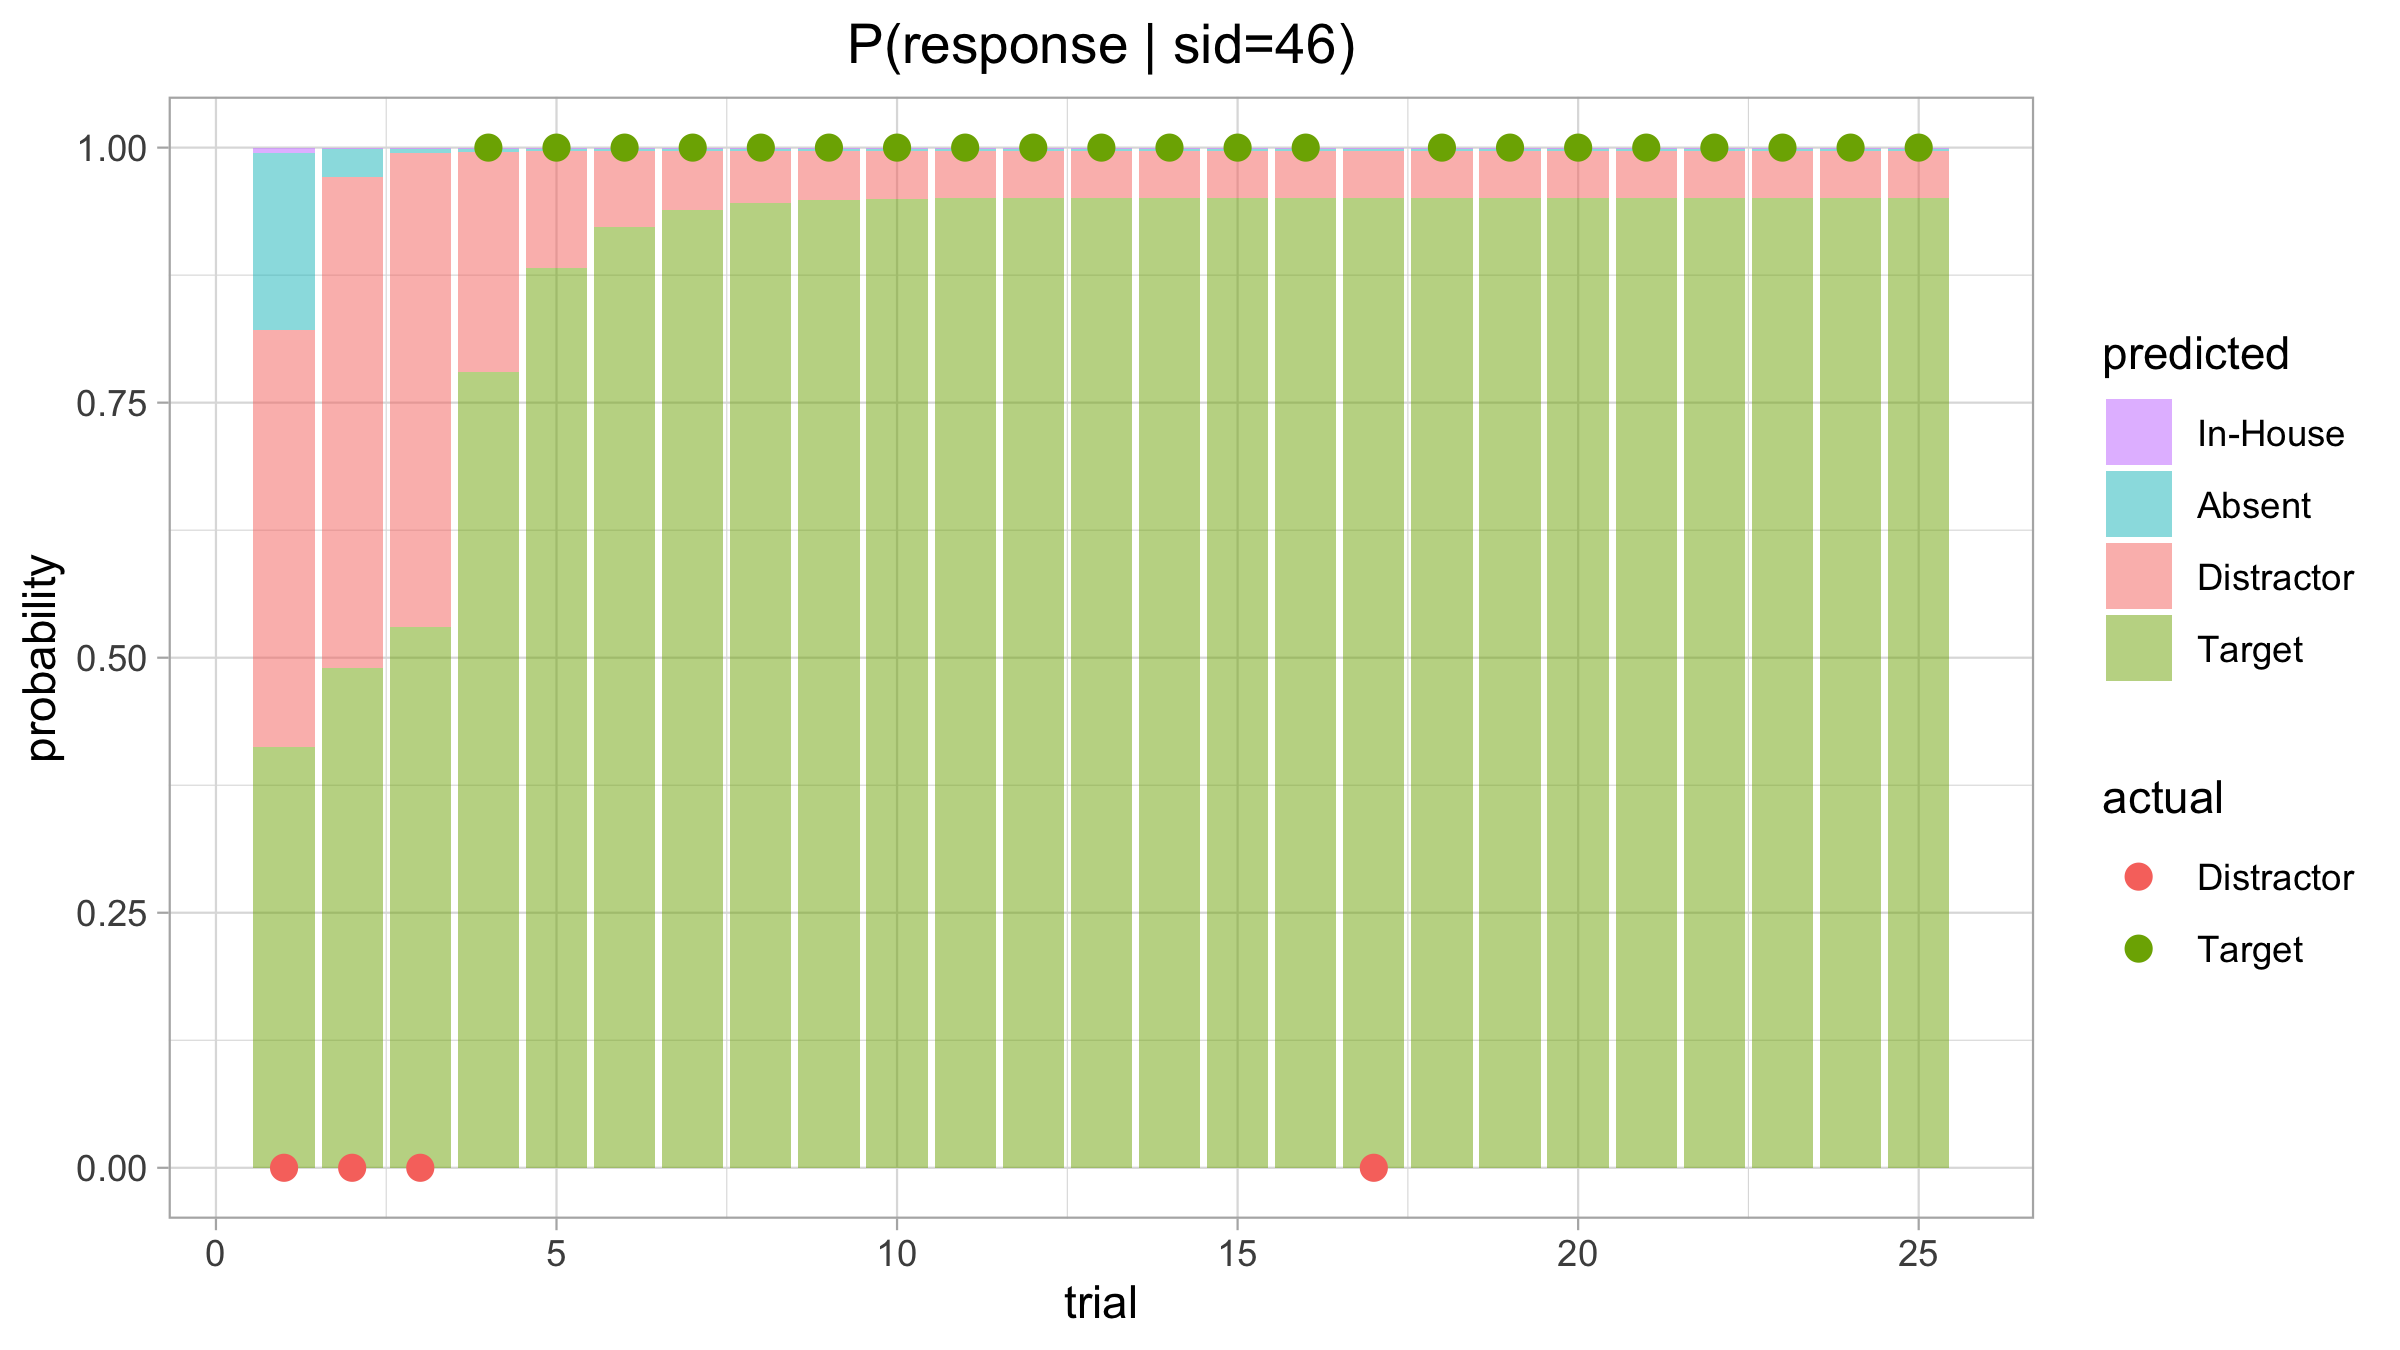 P(response | sid=46)
1.00
0.75
0.50
0.25
0.00
probability
0 5 10 15 20 25
trial
predicted
In-House
Absent
Distractor
Target
actual
Distractor
Target